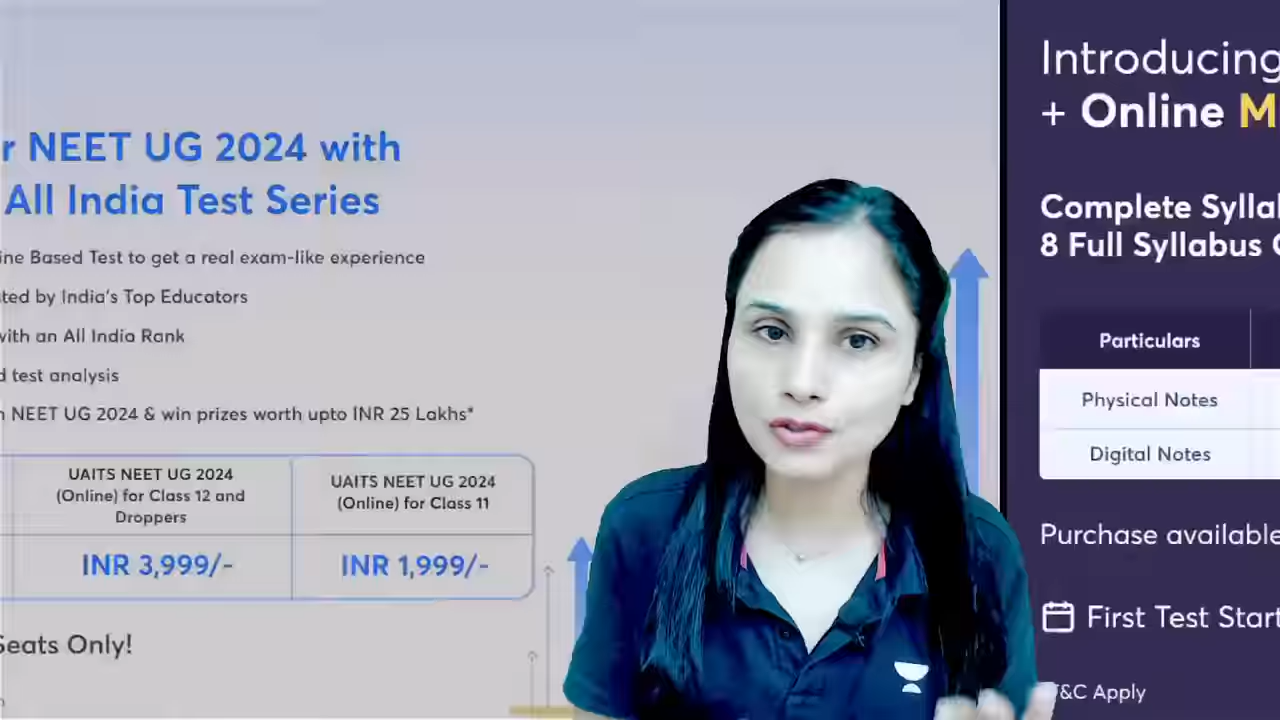 r NEET UG 2024 with
All India Test Series
ine Based Test to get a real exam-like experience
ted by India's Top Educators
with an All India Rank
d test analysis
NEET UG 2024 & win prizes worth upto INR 25 Lakhs*
UAITS NEET UG 2024
(Online) for Class 12 and
Droppers
UAITS NEET UG 2024
(Online) for Class 11
INR 3,999/-
INR 1,999/-
Seats Only!
Introducing
+ Online M
Complete Syllab
8 Full Syllabus
Particulars
Physical Notes
Digital Notes
Purchase available
First Test Start
T&C Apply